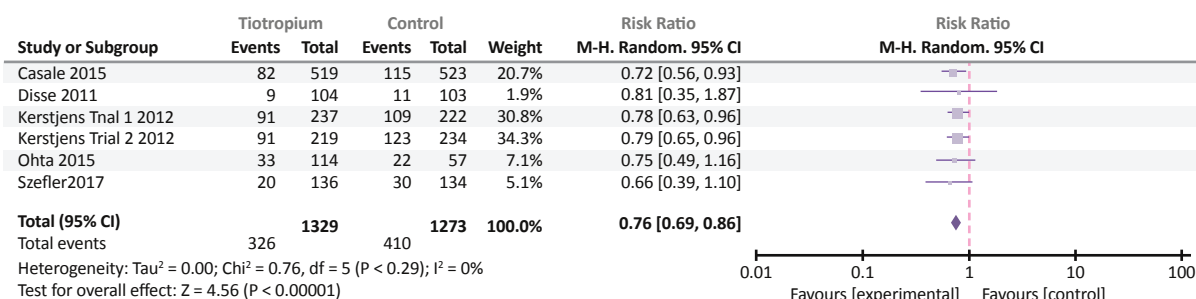 Tiotropium Control Risk Ratio Risk Ratio
Study or Subgroup Events Total Events Total Weight M-H. Random. 95% CI M-H. Random. 95% CI
Casale 2015 82 519 115 523 20.7% 0.72 [0.56, 0.93]
Disse 2011 9 104 11 103 1.9% 0.81 [0.35, 1.87]
Kerstjens Tnal 1 2012 91 237 109 222 30.8% 0.78 [0.63, 0.96]
Kerstjens Trial 2 2012 91 219 123 234 34.3% 0.79 [0.65, 0.96]
Ohta 2015 33 114 22 57 7.1% 0.75 [0.49, 1.16]
Szefler2017 20 136 30 134 5.1% 0.66 [0.39, 1.10]
Total (95% CI) 1329 1273 100.0% 0.76 [0.69, 0.86]
Total events 326 410
Heterogeneity: Tau² = 0.00; Chi² = 0.76, df = 5 (P < 0.29); I² = 0%
0.01 0.1 1 10 100
Test for overall effect: Z = 4.56 (P < 0.00001)
Favours [experimental] Favours [control]